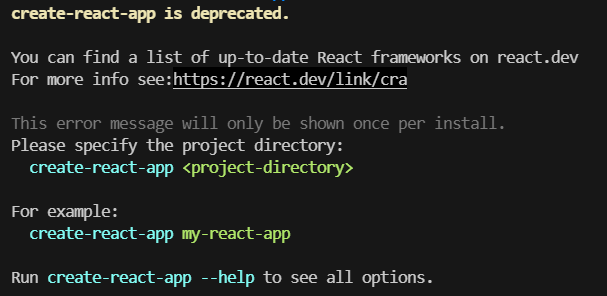 create-react-app is deprecated.
You can find a list of up-to-date React frameworks on react.dev
For more info see:https://react.dev/link/cra
This error message will only be shown once per install.
Please specify the project directory:
create-react-app <project-directory>
For example:
create-react-app my-react-app
Run create-react-app --help to see all options.